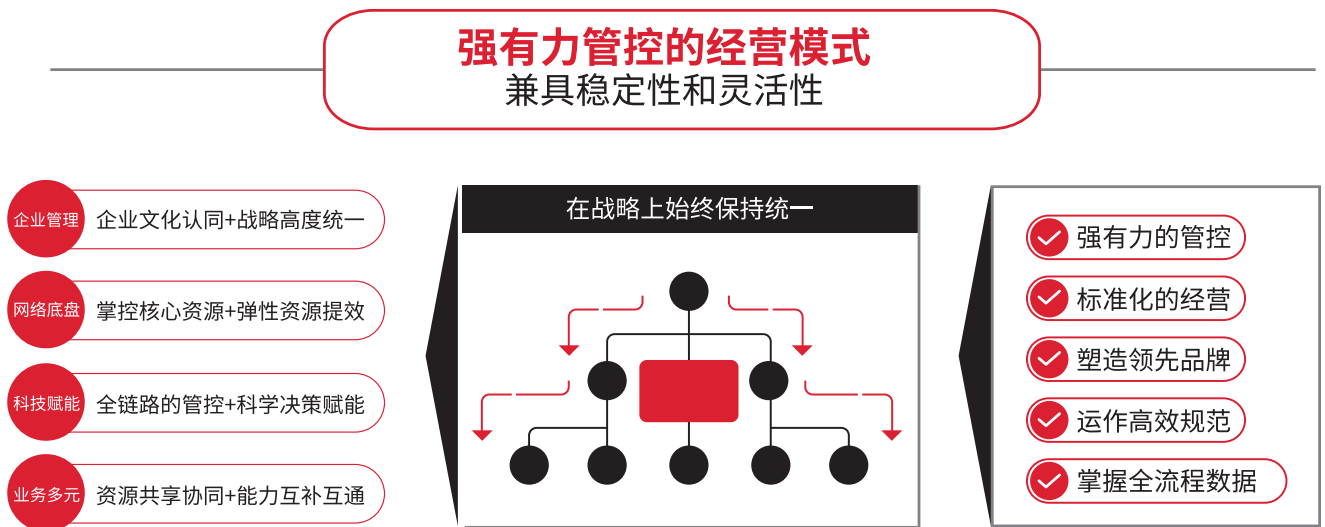 强有力管控的经营模式
兼具稳定性和灵活性
企业管理
企业文化认同+战略高度统一
网络底盘
掌控核心资源+弹性资源提效
科技赋能
全链路的管控+科学决策赋能
业务多元
资源共享协同+能力互补互通
在战略上始终保持统一
强有力的管控
标准化的经营
塑造领先品牌
运作高效规范
掌握全流程数据